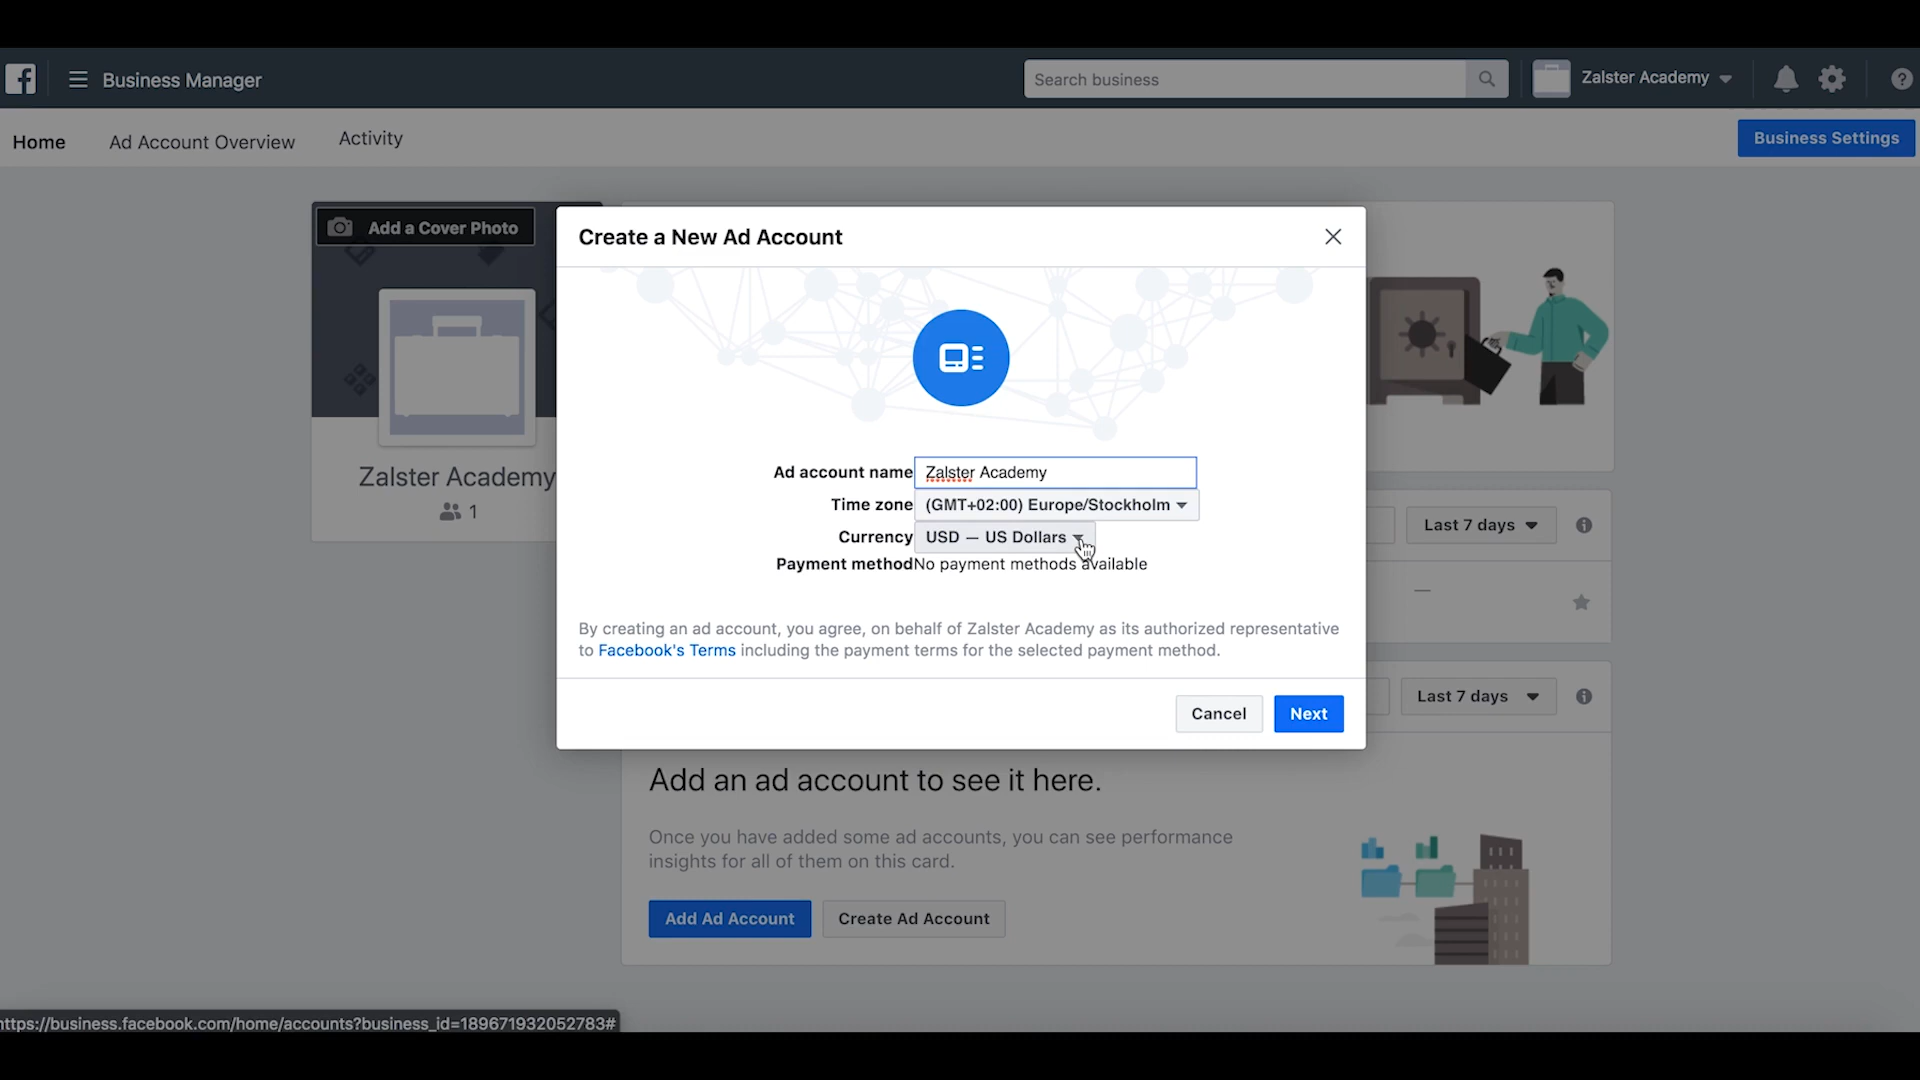 Business Manager
Search business
Zalster Academy
Home
Ad Account Overview
Activity
Business Settings
Add a Cover Photo
Zalster Academy
1
Create a New Ad Account
Ad account name Zalster Academy
Time zone (GMT+02:00) Europe/Stockholm
Currency USD — US Dollars
Payment method No payment methods available
By creating an ad account, you agree, on behalf of Zalster Academy as its authorized representative
to Facebook's Terms including the payment terms for the selected payment method.
Cancel
Next
Last 7 days
—
Last 7 days
Add an ad account to see it here.
Once you have added some ad accounts, you can see performance
insights for all of them on this card.
Add Ad Account
Create Ad Account
https://business.facebook.com/home/accounts?business_id=189671932052783#